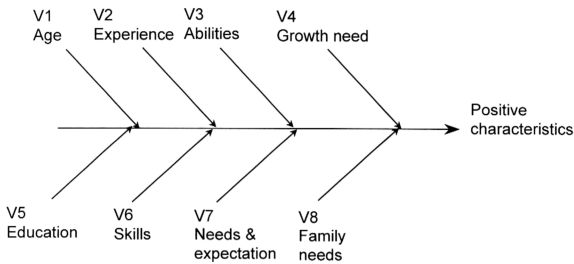 V1
Age
V2
Experience
V3
Abilities
V4
Growth need
Positive
characteristics
V5
Education
V6
Skills
V7
Needs &
expectation
V8
Family
needs